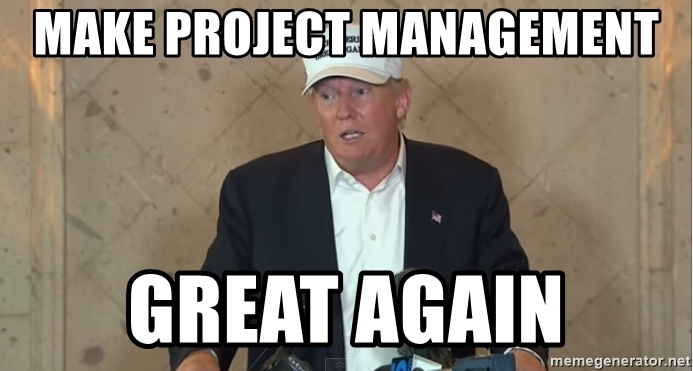 MAKE PROJECT MANAGEMENT
GREAT AGAIN
memegenerator.net